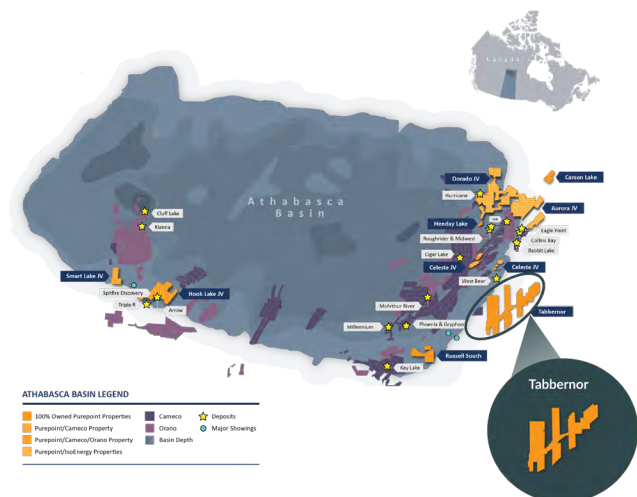 Canada
Athabasca
Basin
Dorado JV
Carson Lake
Hurricane
Aurora JV
Cluff Lake
Kianna
Henday Lake
Eagle Point
Roughrider & Midwest
Collins Bay
Rabbit Lake
Cigar Lake
Celeste JV
Celeste JV
West Bear
Smart Lake JV
Spitfire Discovery
Hook Lake JV
Triple R
Arrow
McArthur River
Tabbernor
Millennium
Phoenix & Gryphon
Russell South
Key Lake
Tabbernor
ATHABASCA BASIN LEGEND
100% Owned Purepoint Properties
Purepoint/Cameco Property
Purepoint/Cameco/Orano Property
Purepoint/IsoEnergy Properties
Cameco
Orano
Basin Depth
Deposits
Major Showings